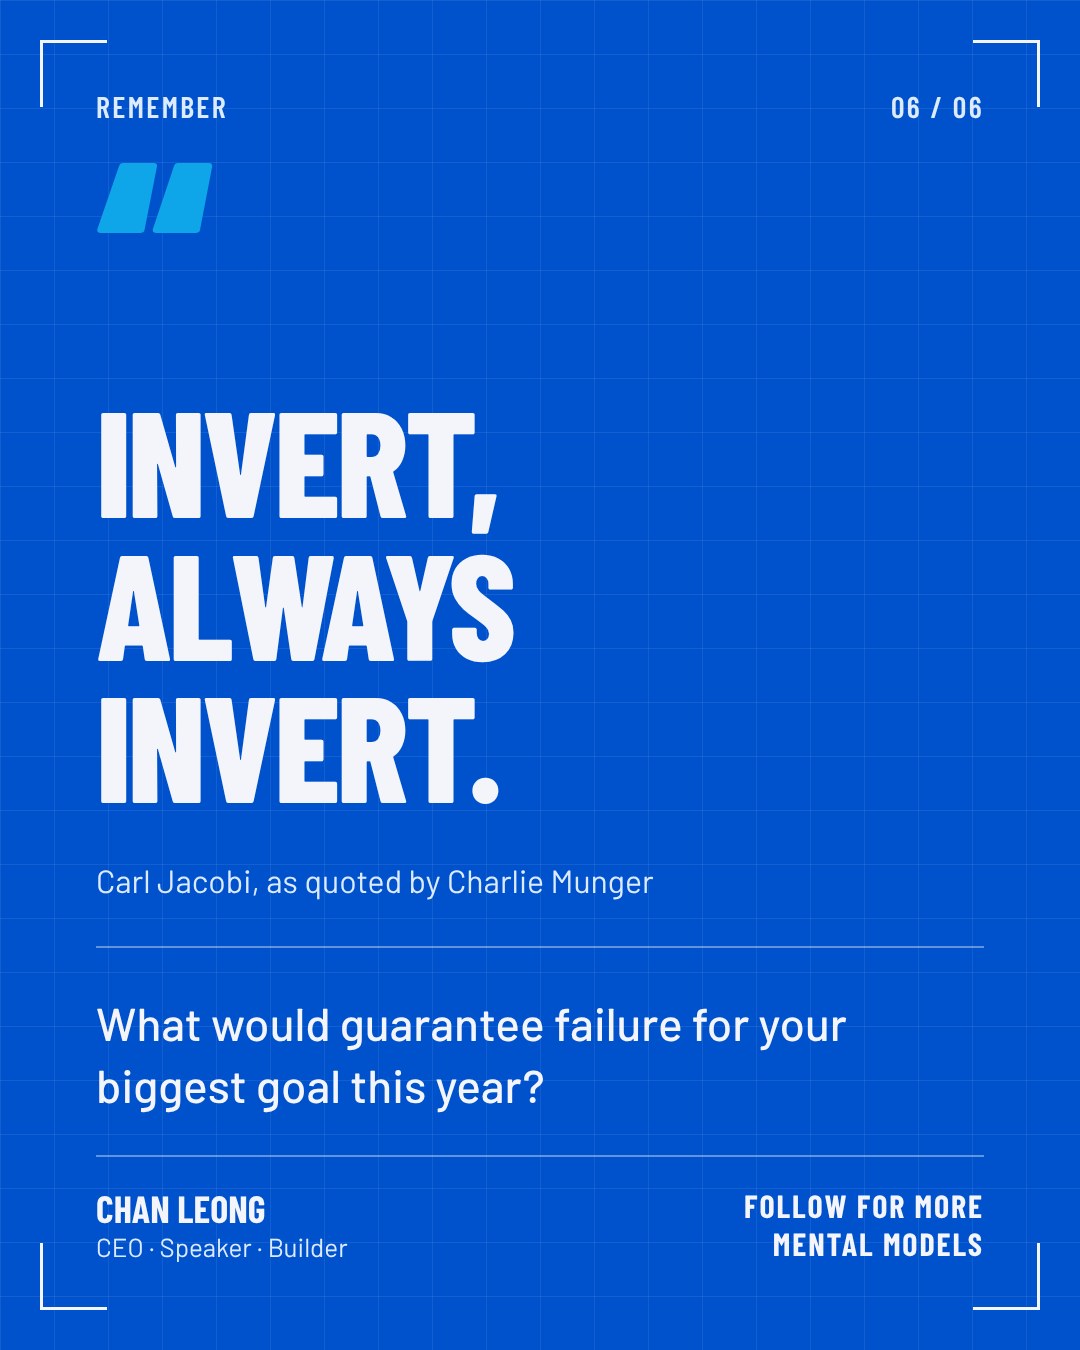 REMEMBER
06 / 06
INVERT,
ALWAYS
INVERT.
Carl Jacobi, as quoted by Charlie Munger
What would guarantee failure for your
biggest goal this year?
CHAN LEONG
CEO · Speaker · Builder
FOLLOW FOR MORE
MENTAL MODELS